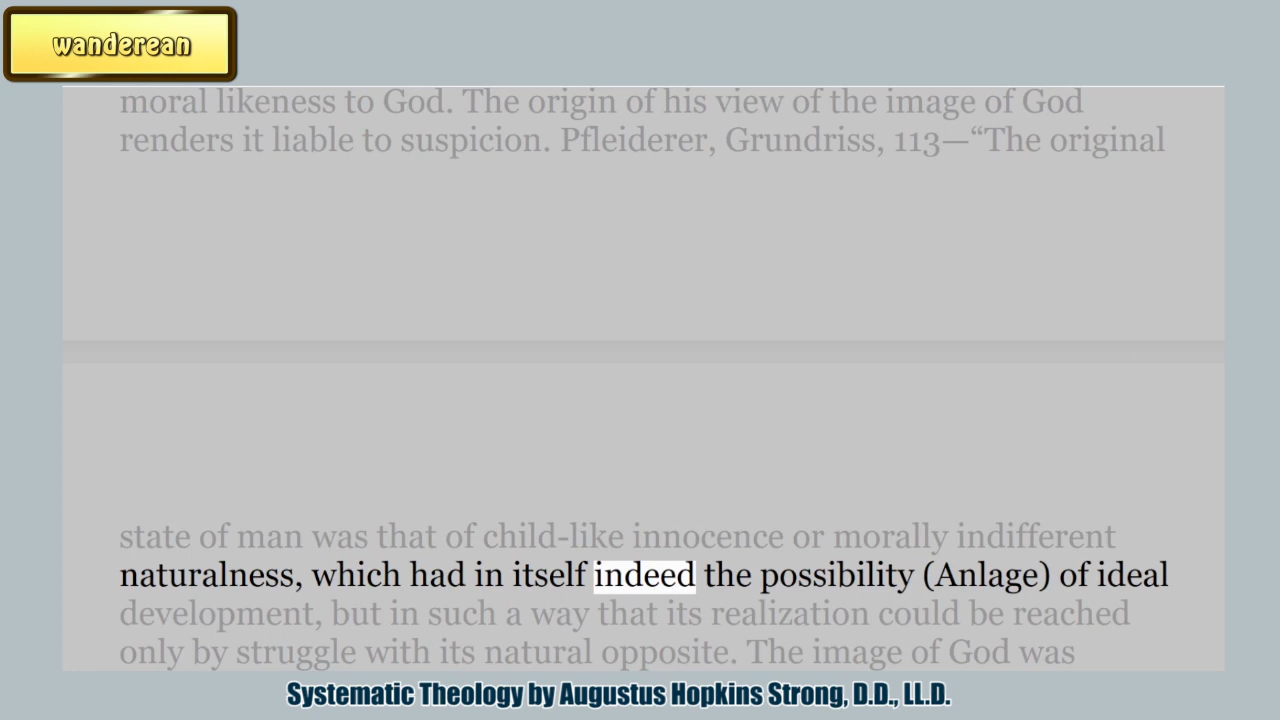 wanderean
moral likeness to God. The origin of his view of the image of God
renders it liable to suspicion. Pfleiderer, Grundriss, 113—“The original
state of man was that of child-like innocence or morally indifferent
naturalness, which had in itself indeed the possibility (Anlage) of ideal
development, but in such a way that its realization could be reached
only by struggle with its natural opposite. The image of God was
Systematic Theology by Augustus Hopkins Strong, D.D., LL.D.